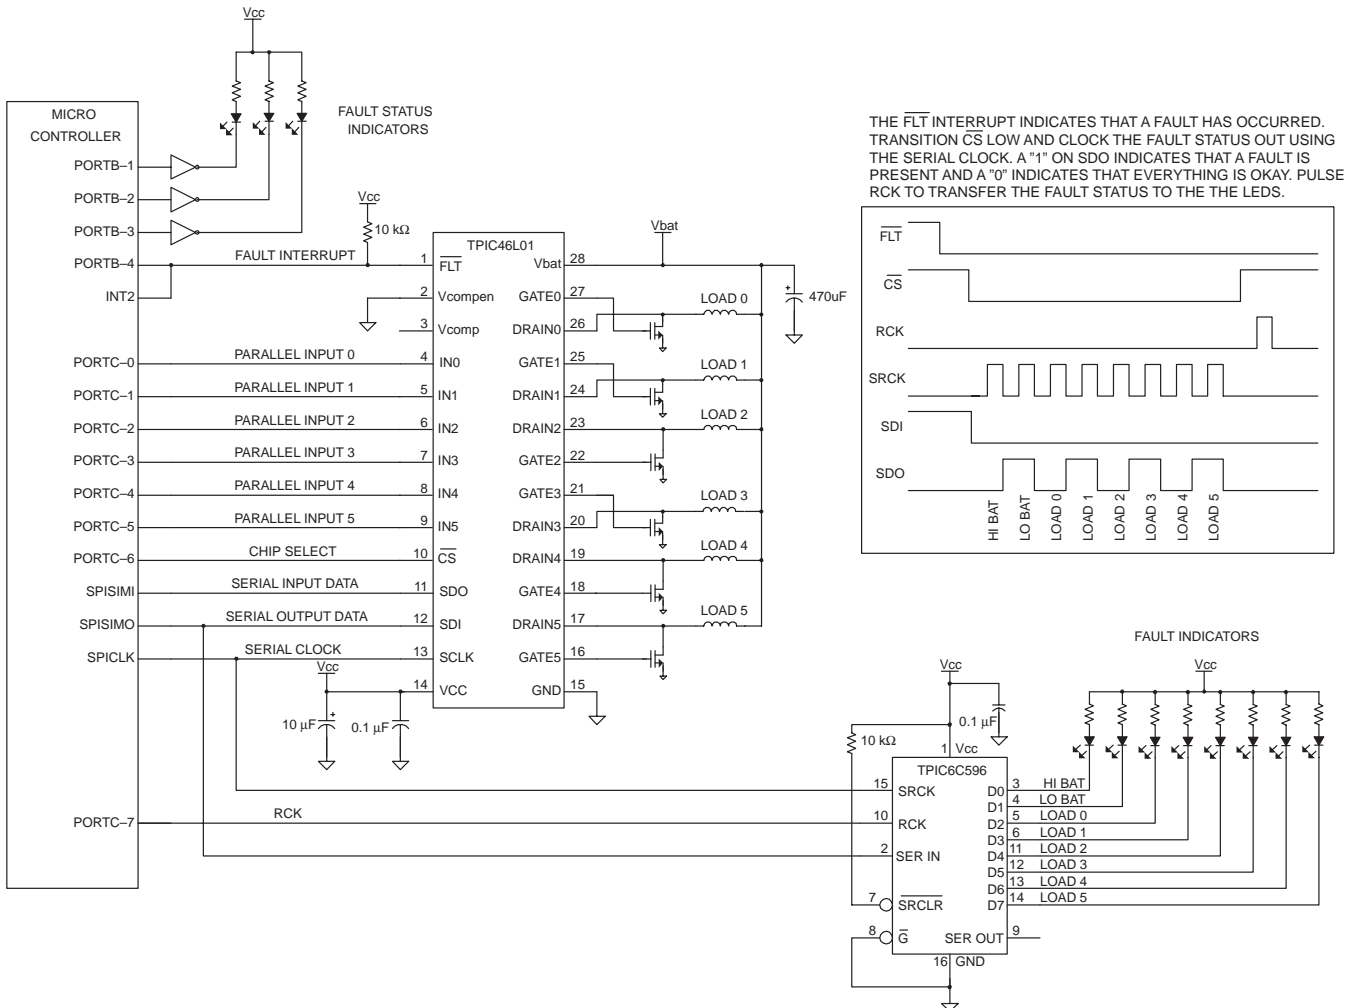 Vcc
FAULT STATUS
INDICATORS
MICRO
CONTROLLER
PORTB–1
PORTB–2
PORTB–3
PORTB–4
INT2
PORTC–0
PORTC–1
PORTC–2
PORTC–3
PORTC–4
PORTC–5
PORTC–6
SPISIMI
SPISIMO
SPICLK
PORTC–7
Vcc
10 kΩ
FAULT INTERRUPT
PARALLEL INPUT 0
PARALLEL INPUT 1
PARALLEL INPUT 2
PARALLEL INPUT 3
PARALLEL INPUT 4
PARALLEL INPUT 5
CHIP SELECT
SERIAL INPUT DATA
SERIAL OUTPUT DATA
SERIAL CLOCK
Vcc
10 µF
+
0.1 µF
RCK
TPIC46L01
1 FLT
2 Vcompen
3 Vcomp
4 IN0
5 IN1
6 IN2
7 IN3
8 IN4
9 IN5
10 CS
11 SDO
12 SDI
13 SCLK
14 VCC
Vbat 28
GATE0 27
DRAIN0 26
GATE1 25
DRAIN1 24
DRAIN2 23
GATE2 22
GATE3 21
DRAIN3 20
DRAIN4 19
GATE4 18
DRAIN5 17
GATE5 16
GND 15
Vbat
LOAD 0
LOAD 1
LOAD 2
LOAD 3
LOAD 4
LOAD 5
+
470uF
THE FLT INTERRUPT INDICATES THAT A FAULT HAS OCCURRED.
TRANSITION CS LOW AND CLOCK THE FAULT STATUS OUT USING
THE SERIAL CLOCK. A ”1” ON SDO INDICATES THAT A FAULT IS
PRESENT AND A ”0” INDICATES THAT EVERYTHING IS OKAY. PULSE
RCK TO TRANSFER THE FAULT STATUS TO THE THE LEDS.
FLT
CS
RCK
SRCK
SDI
SDO
HI BAT
LO BAT
LOAD 0
LOAD 1
LOAD 2
LOAD 3
LOAD 4
LOAD 5
FAULT INDICATORS
Vcc
Vcc
0.1 µF
10 kΩ
1 Vcc
TPIC6C596
15 SRCK
10 RCK
2 SER IN
7 SRCLR
8 G
D0 3 HI BAT
D1 4 LO BAT
D2 5 LOAD 0
D3 6 LOAD 1
D4 11 LOAD 2
D5 12 LOAD 3
D6 13 LOAD 4
D7 14 LOAD 5
SER OUT 9
16 GND